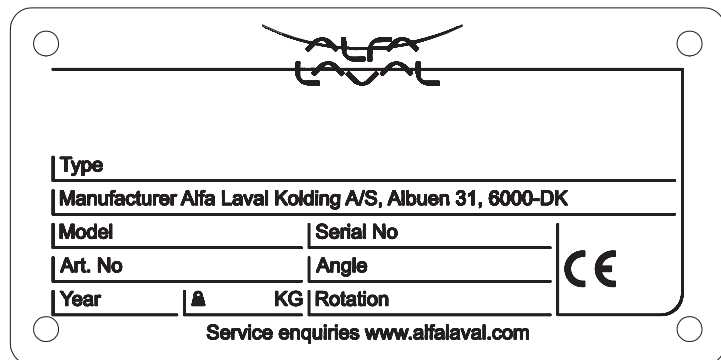 ALFA
LAVAL
Type
Manufacturer Alfa Laval Kolding A/S, Albuen 31, 6000-DK
Model Serial No
Art. No Angle CE
Year KG Rotation
Service enquiries www.alfalaval.com